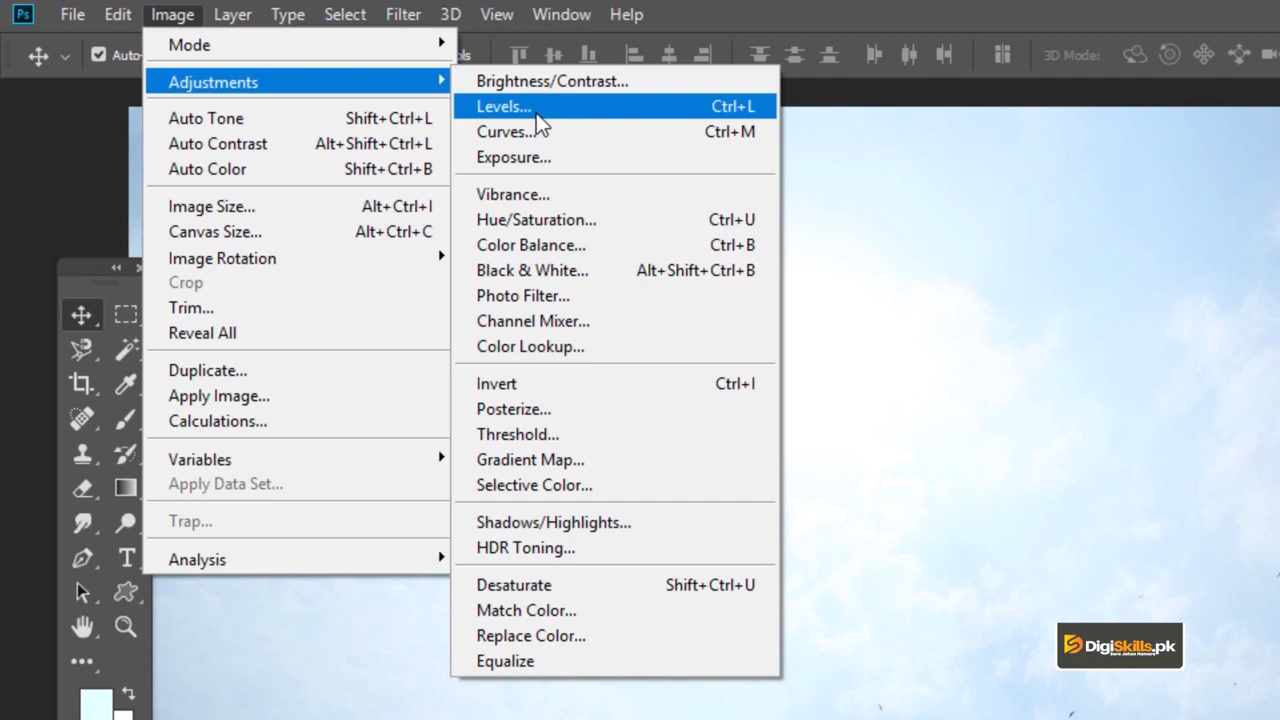 Ps File Edit Image Layer Type Select Filter 3D View Window Help
Auto- ls 3D Mode:
Mode
Adjustments
Auto Tone Shift+Ctrl+L
Auto Contrast Alt+Shift+Ctrl+L
Auto Color Shift+Ctrl+B
Image Size... Alt+Ctrl+I
Canvas Size... Alt+Ctrl+C
Image Rotation
Crop
Trim...
Reveal All
Duplicate...
Apply Image...
Calculations...
Variables
Apply Data Set...
Trap...
Analysis
Brightness/Contrast...
Levels... Ctrl+L
Curves... Ctrl+M
Exposure...
Vibrance...
Hue/Saturation... Ctrl+U
Color Balance... Ctrl+B
Black & White... Alt+Shift+Ctrl+B
Photo Filter...
Channel Mixer...
Color Lookup...
Invert Ctrl+I
Posterize...
Threshold...
Gradient Map...
Selective Color...
Shadows/Highlights...
HDR Toning...
Desaturate Shift+Ctrl+U
Match Color...
Replace Color...
Equalize
T
DigiSkills.pk